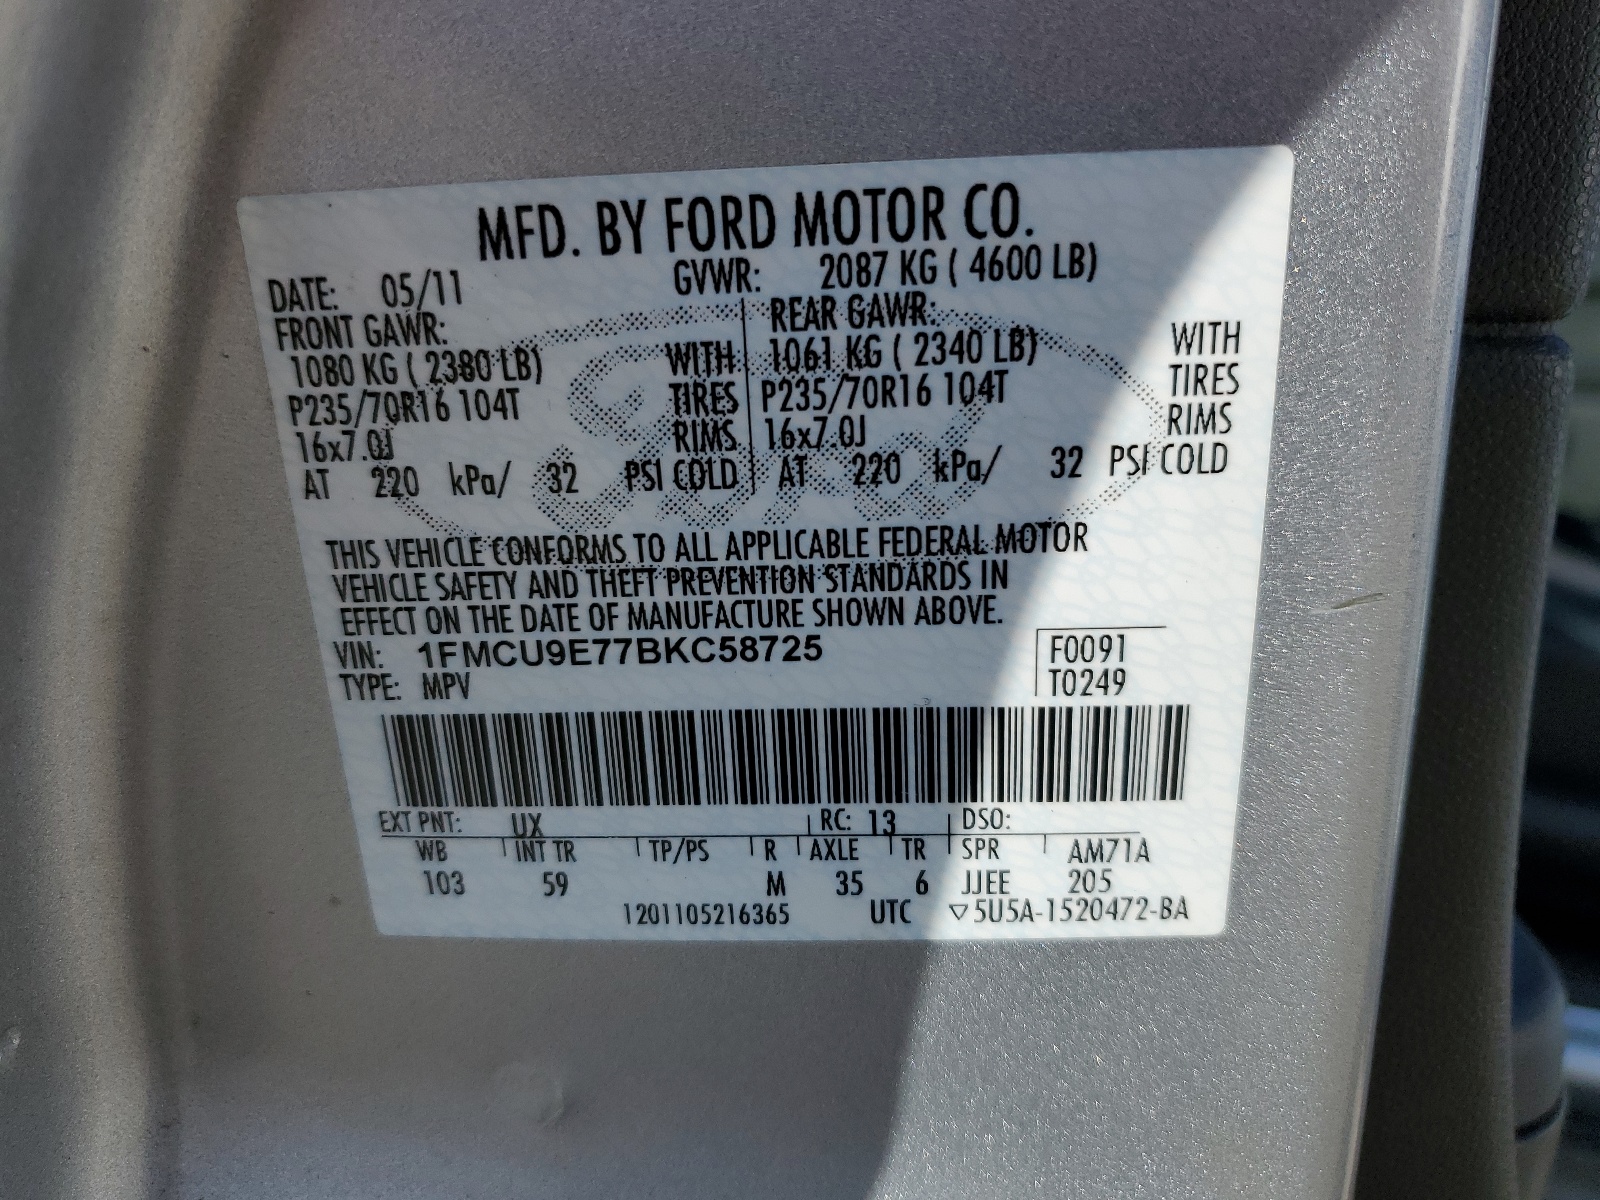 MFD. BY FORD MOTOR CO.
DATE: 05/11 GVWR: 2087 KG ( 4600 LB)
FRONT GAWR: REAR GAWR:
1080 KG ( 2380 LB) WITH 1061 KG ( 2340 LB) WITH
P235/70R16 104T TIRES P235/70R16 104T TIRES
16x7.0J RIMS 16x7.0J RIMS
AT 220 kPa/ 32 PSI COLD AT 220 kPa/ 32 PSI COLD
Ford
THIS VEHICLE CONFORMS TO ALL APPLICABLE FEDERAL MOTOR
VEHICLE SAFETY AND THEFT PREVENTION STANDARDS IN
EFFECT ON THE DATE OF MANUFACTURE SHOWN ABOVE.
VIN: 1FMCU9E77BKC58725 F0091
TYPE: MPV T0249
EXT PNT: UX RC: 13 DSO:
WB INT TR TP/PS R AXLE TR SPR AM71A
103 59 M 35 6 JJEE 205
1201105216365 UTC ▽5U5A-1520472-BA